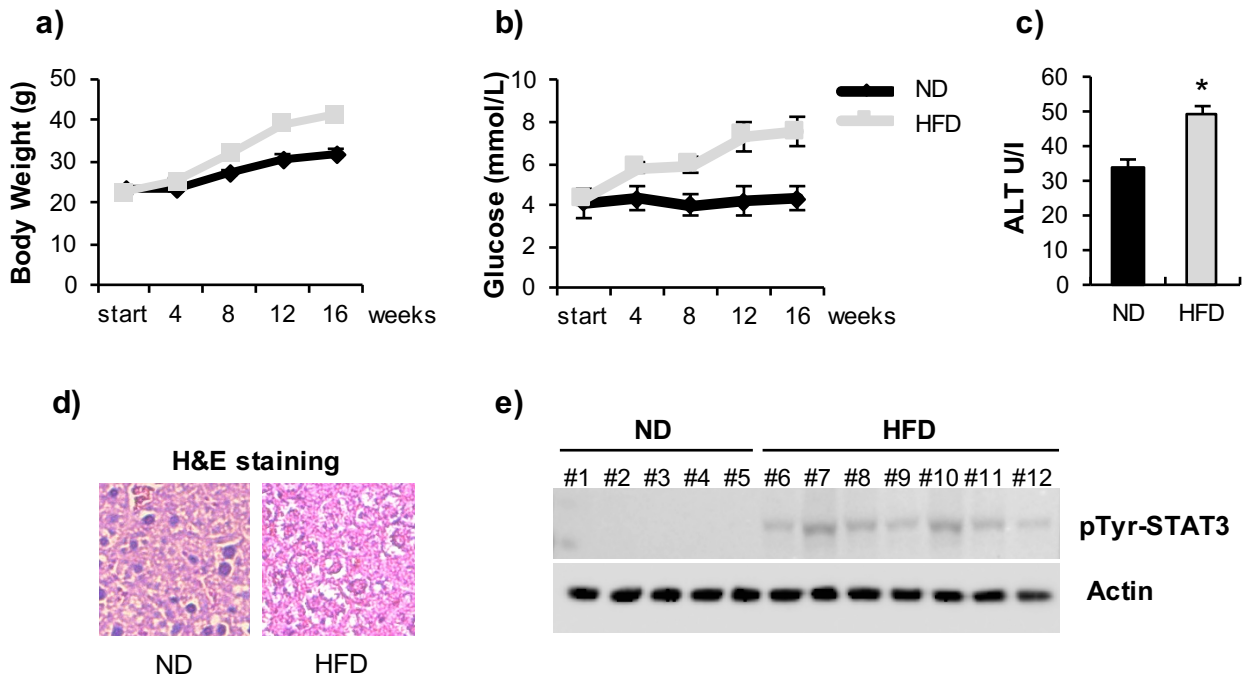 a)
Body Weight (g)
50
40
30
20
10
0
start 4 8 12 16 weeks
b)
Glucose (mmol/L)
10
8
6
4
2
0
start 4 8 12 16 weeks
ND
HFD
c)
ALT U/l
60
50
40
30
20
10
0
*
ND HFD
d)
H&E staining
ND HFD
e)
ND HFD
#1 #2 #3 #4 #5 #6 #7 #8 #9 #10 #11 #12
pTyr-STAT3
Actin